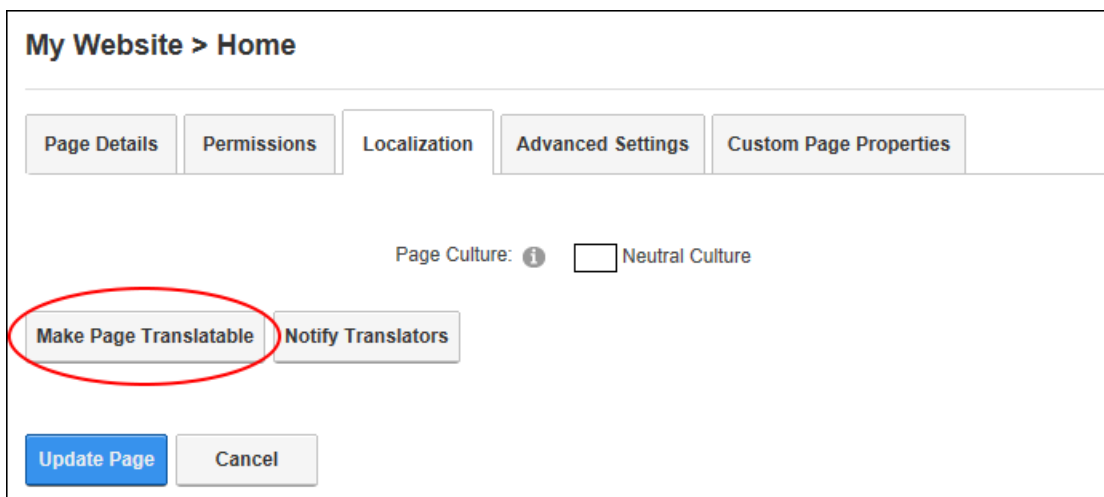 My Website > Home
Page Details Permissions Localization Advanced Settings Custom Page Properties
Page Culture: Neutral Culture
Make Page Translatable Notify Translators
Update Page Cancel